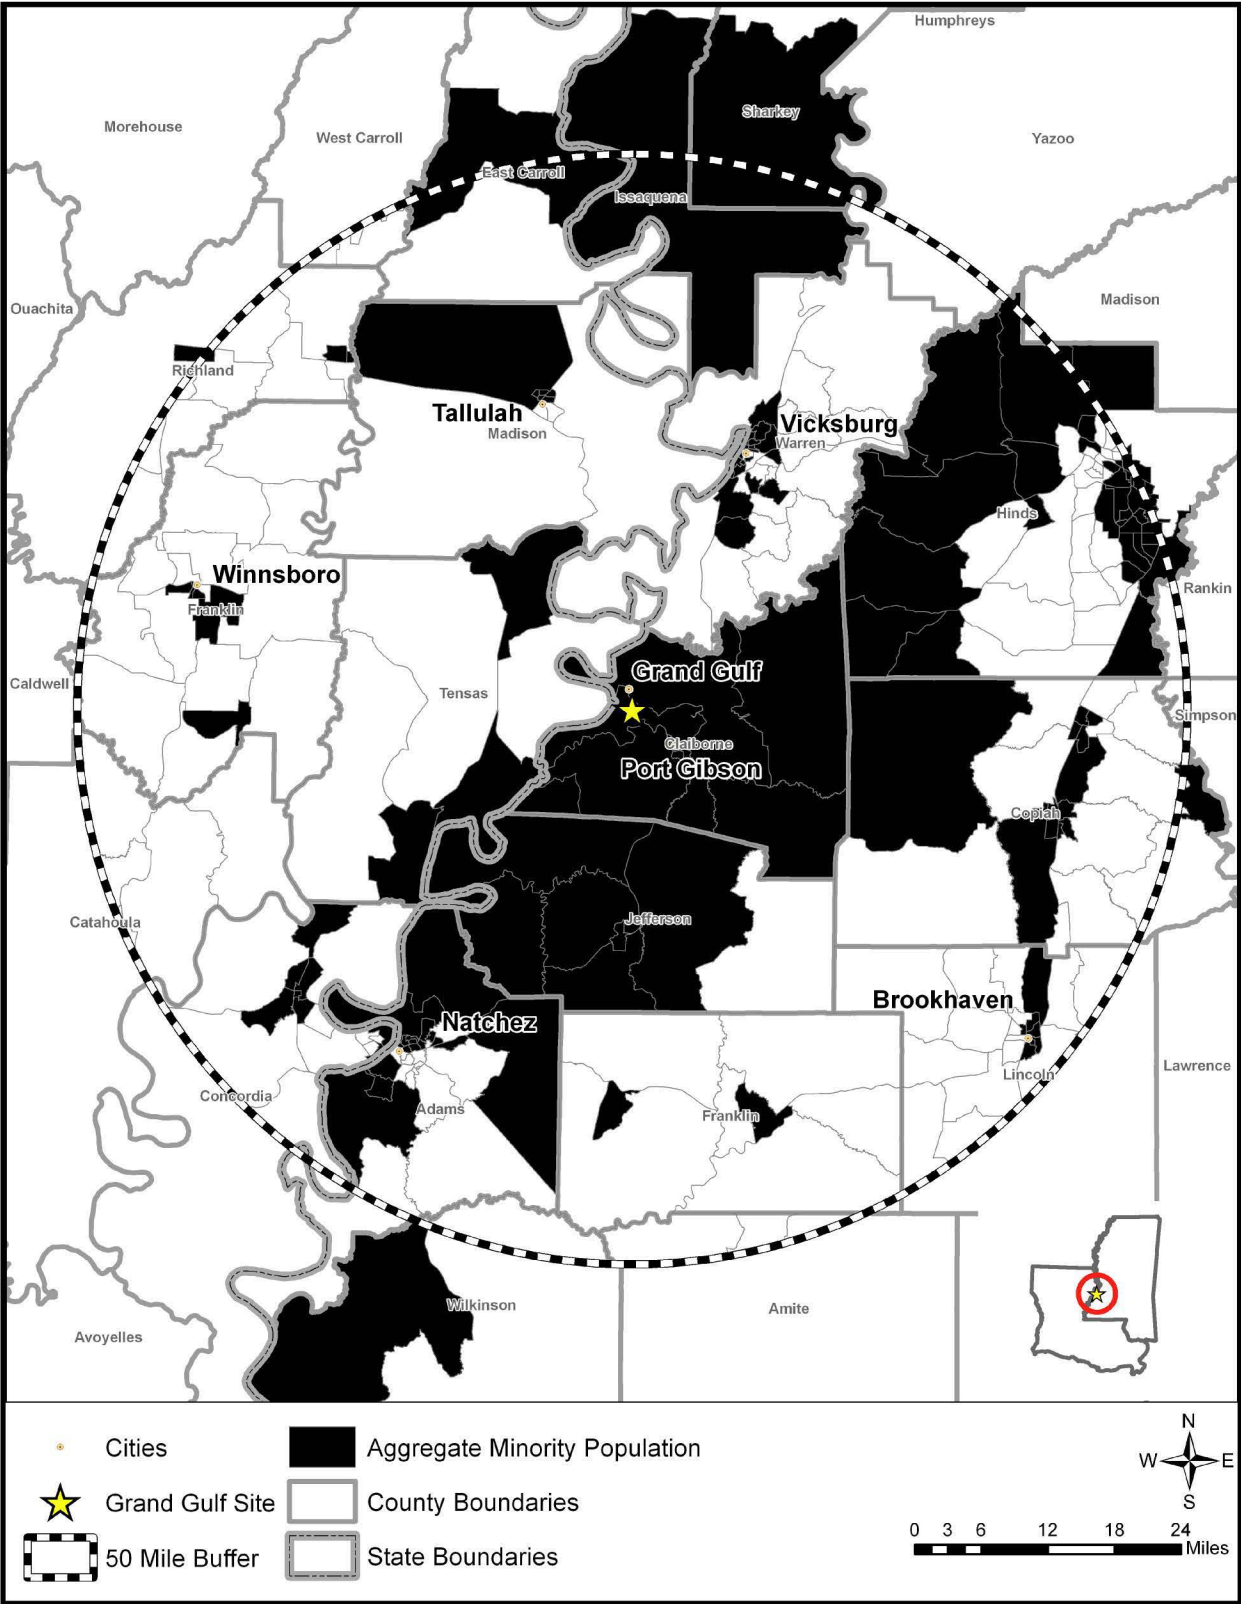 Humphreys
Sharkey
Morehouse
West Carroll
Yazoo
East Carroll
Issaquena
Ouachita
Madison
Richland
Tallulah
Madison
Vicksburg
Warren
Hinds
Winnsboro
Franklin
Rankin
Grand Gulf
Caldwell
Tensas
Simpson
Claiborne
Port Gibson
Copiah
Catahoula
Jefferson
Brookhaven
Natchez
Lawrence
Lincoln
Concordia
Adams
Franklin
Wilkinson
Amite
Avoyelles
Cities
Aggregate Minority Population
Grand Gulf Site
County Boundaries
50 Mile Buffer
State Boundaries
N
W E
S
0 3 6 12 18 24
Miles